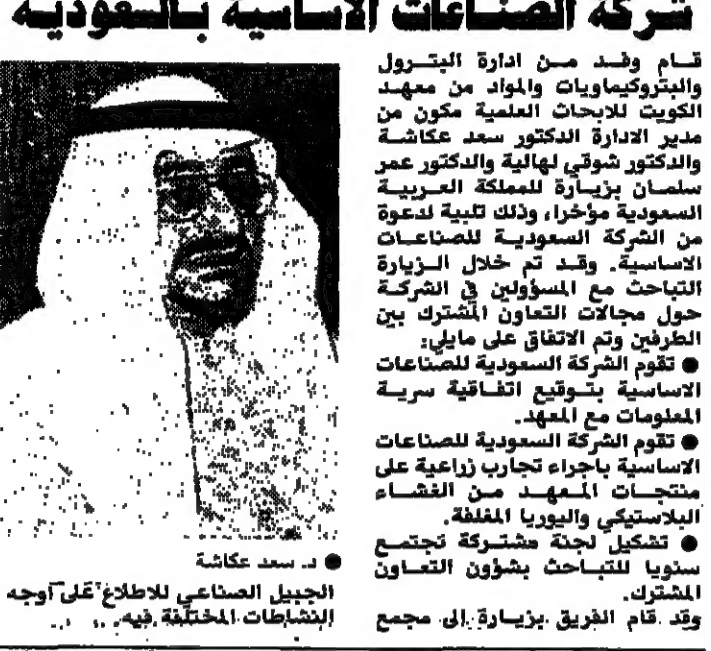 شركة الصناعات الاساسية بالسعودية
قام وفد من ادارة البترول
والبتروكيماويات والمواد من معهد
الكويت للابحاث العلمية مكون من
مدير الادارة الدكتور سعد عكاشة
والدكتور شوقي لهالية والدكتور عمر
سلمان بزيارة للمملكة العربية
السعودية مؤخرا، وذلك تلبية لدعوة
من الشركة السعودية للصناعات
الاساسية. وقد تم خلال الزيارة
التباحث مع المسؤولين في الشركة
حول مجالات التعاون المشترك بين
الطرفين وتم الاتفاق على مايلي:
● تقوم الشركة السعودية للصناعات
الاساسية بتوقيع اتفاقية سرية
المعلومات مع المعهد.
● تقوم الشركة السعودية للصناعات
الاساسية باجراء تجارب زراعية على
منتجات المعهد من الغشاء
البلاستيكي واليوريا المغلفة.
● تشكيل لجنة مشتركة تجتمع
سنويا للتباحث بشؤون التعاون
المشترك.
وقد قام الفريق بزيارة إلى مجمع
● د. سعد عكاشة
الجبيل الصناعي للاطلاع على أوجه
النشاطات المختلفة فيه.